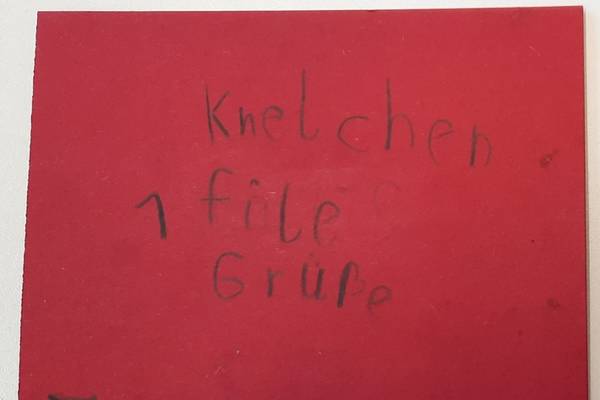 Knelchen
1 file
Grüße